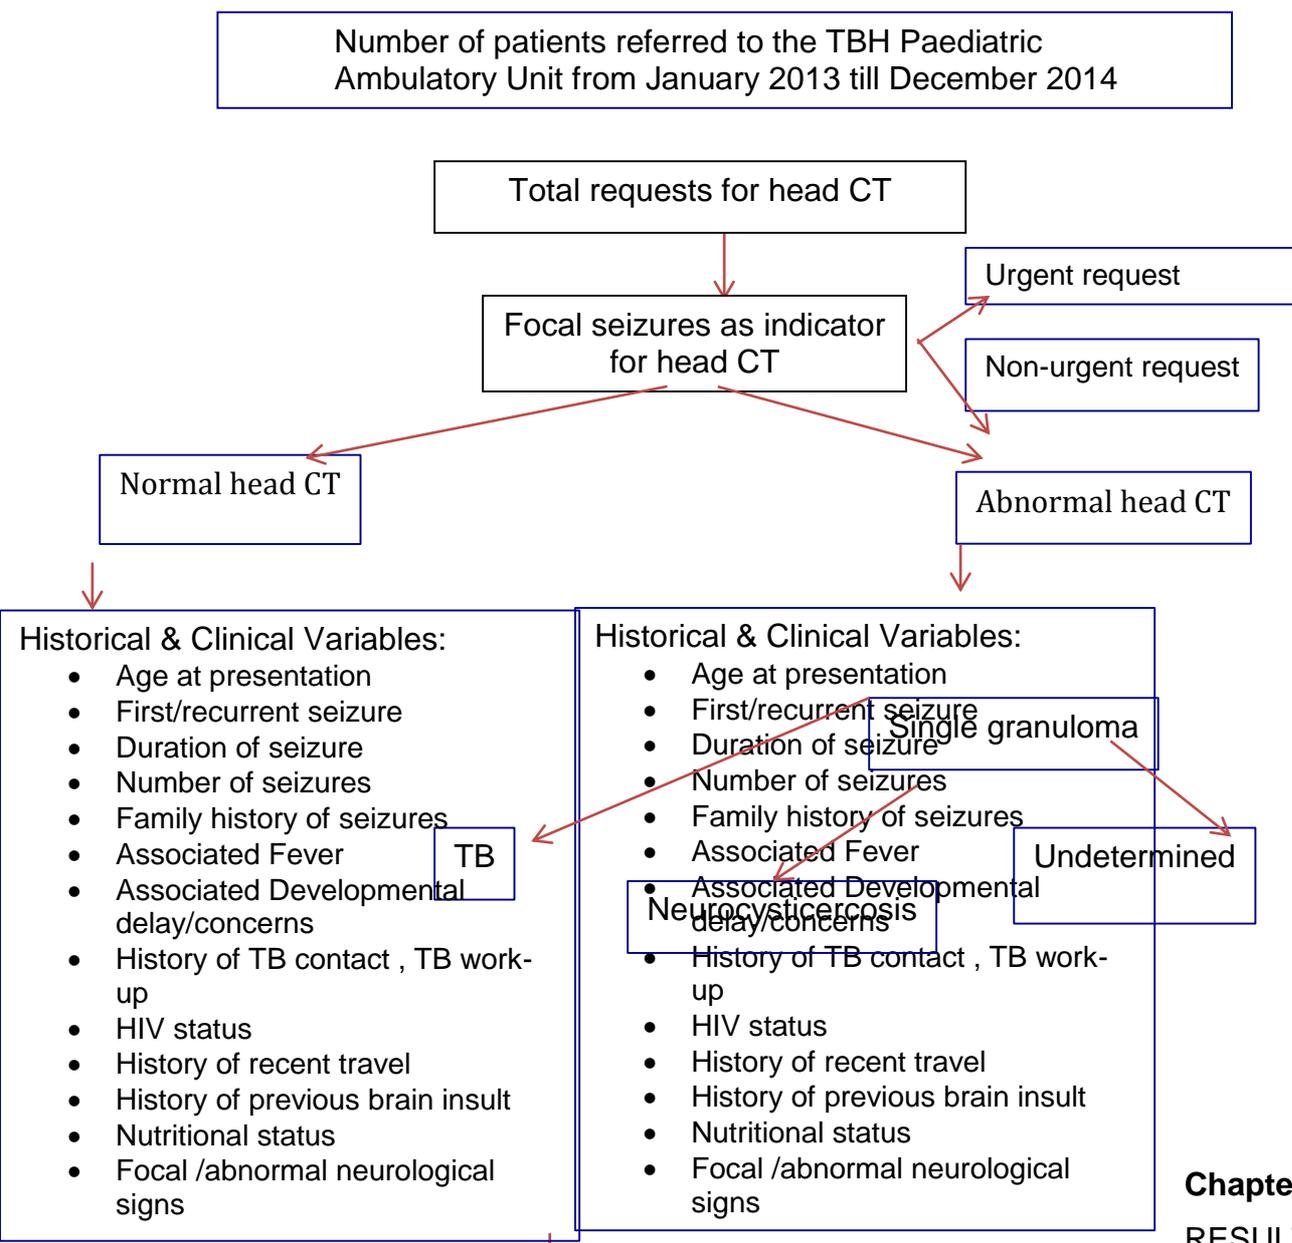 Number of patients referred to the TBH Paediatric
Ambulatory Unit from January 2013 till December 2014
Total requests for head CT
Urgent request
Focal seizures as indicator
for head CT
Non-urgent request
Normal head CT
Abnormal head CT
Historical & Clinical Variables:
• Age at presentation
• First/recurrent seizure
• Duration of seizure
• Number of seizures
• Family history of seizures
• Associated Fever
• Associated Developmental
delay/concerns
• History of TB contact , TB work-
up
• HIV status
• History of recent travel
• History of previous brain insult
• Nutritional status
• Focal /abnormal neurological
signs
Historical & Clinical Variables:
• Age at presentation
• First/recurrent seizure
• Duration of seizure
• Number of seizures
• Family history of seizures
• Associated Fever
• Associated Developmental
delay/concerns
• History of TB contact , TB work-
up
• HIV status
• History of recent travel
• History of previous brain insult
• Nutritional status
• Focal /abnormal neurological
signs
Single granuloma
TB
Neurocysticercosis
Undetermined
Chapte
RESUL